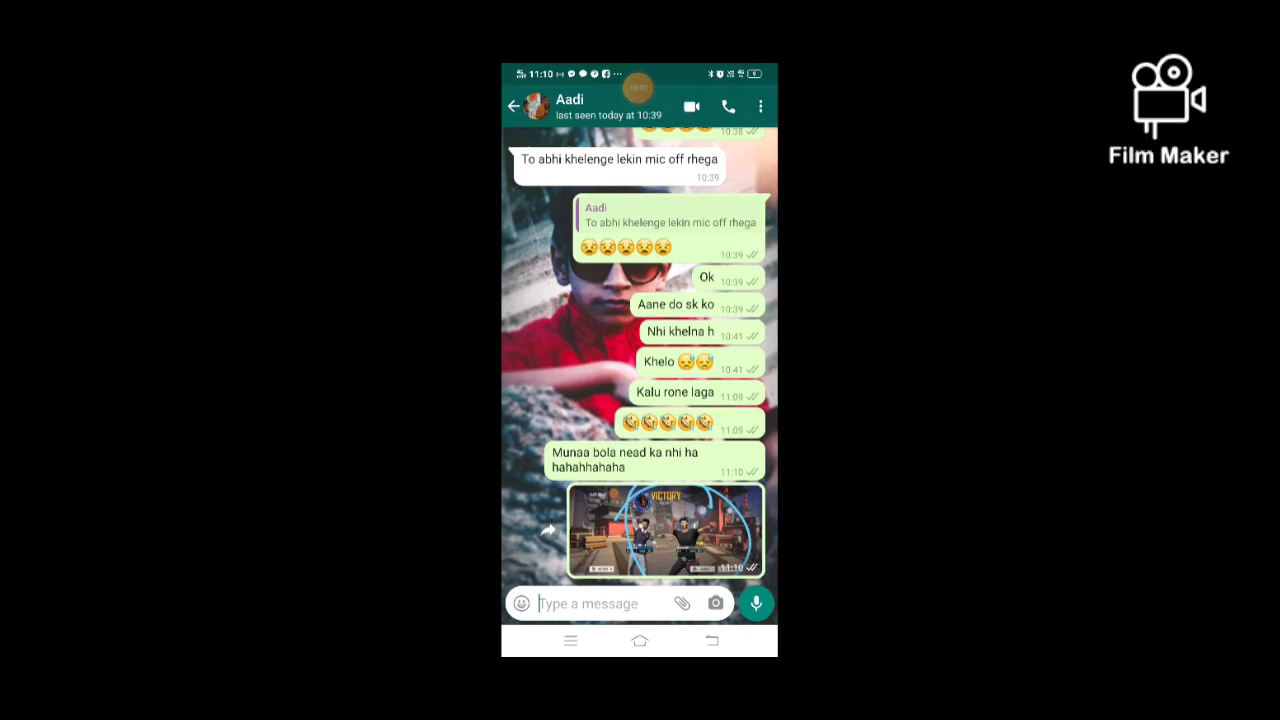 11:10
Aadi
last seen today at 10:39
10:38
To abhi khelenge lekin mic off rhega
10:39
Aadi
To abhi khelenge lekin mic off rhega
😣😣😣😣😣
10:39
Ok
10:39
Aane do sk ko
10:39
Nhi khelna h
10:41
Khelo 😓😓
10:41
Kalu rone laga
11:09
🤣🤣🤣🤣🤣
11:09
Munaa bola nead ka nhi ha
hahahhahaha
11:10
VICTORY
11:10
Type a message
Film Maker